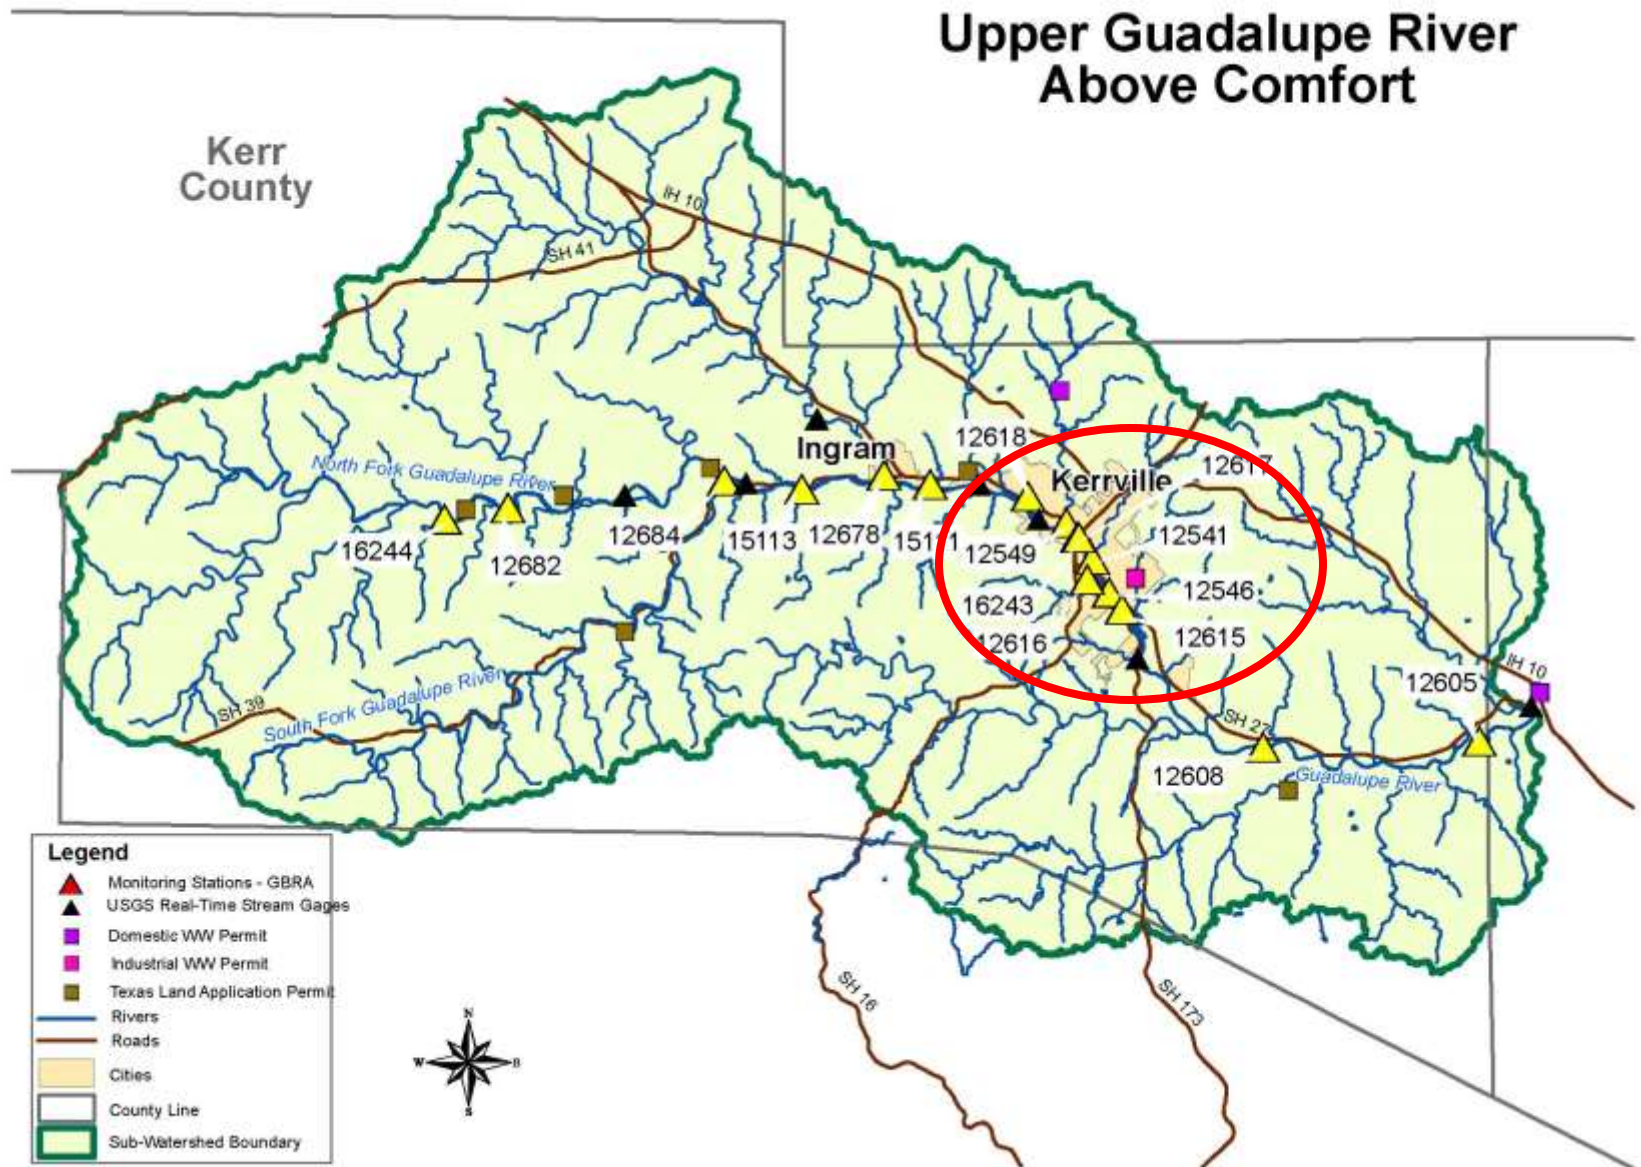 Upper Guadalupe River
Above Comfort
Kerr
County
IH 10
SH 41
Ingram
12618
Kerrville
12617
North Fork Guadalupe River
16244
12682
12684
15113
12678
15111
12549
12541
16243
12546
12616
12615
12605
IH 10
SH 39
South Fork Guadalupe River
SH 27
12608
Guadalupe River
SH 16
SH 173
Legend
Monitoring Stations - GBRA
USGS Real-Time Stream Gages
Domestic WW Permit
Industrial WW Permit
Texas Land Application Permit
Rivers
Roads
Cities
County Line
Sub-Watershed Boundary
N
W
S